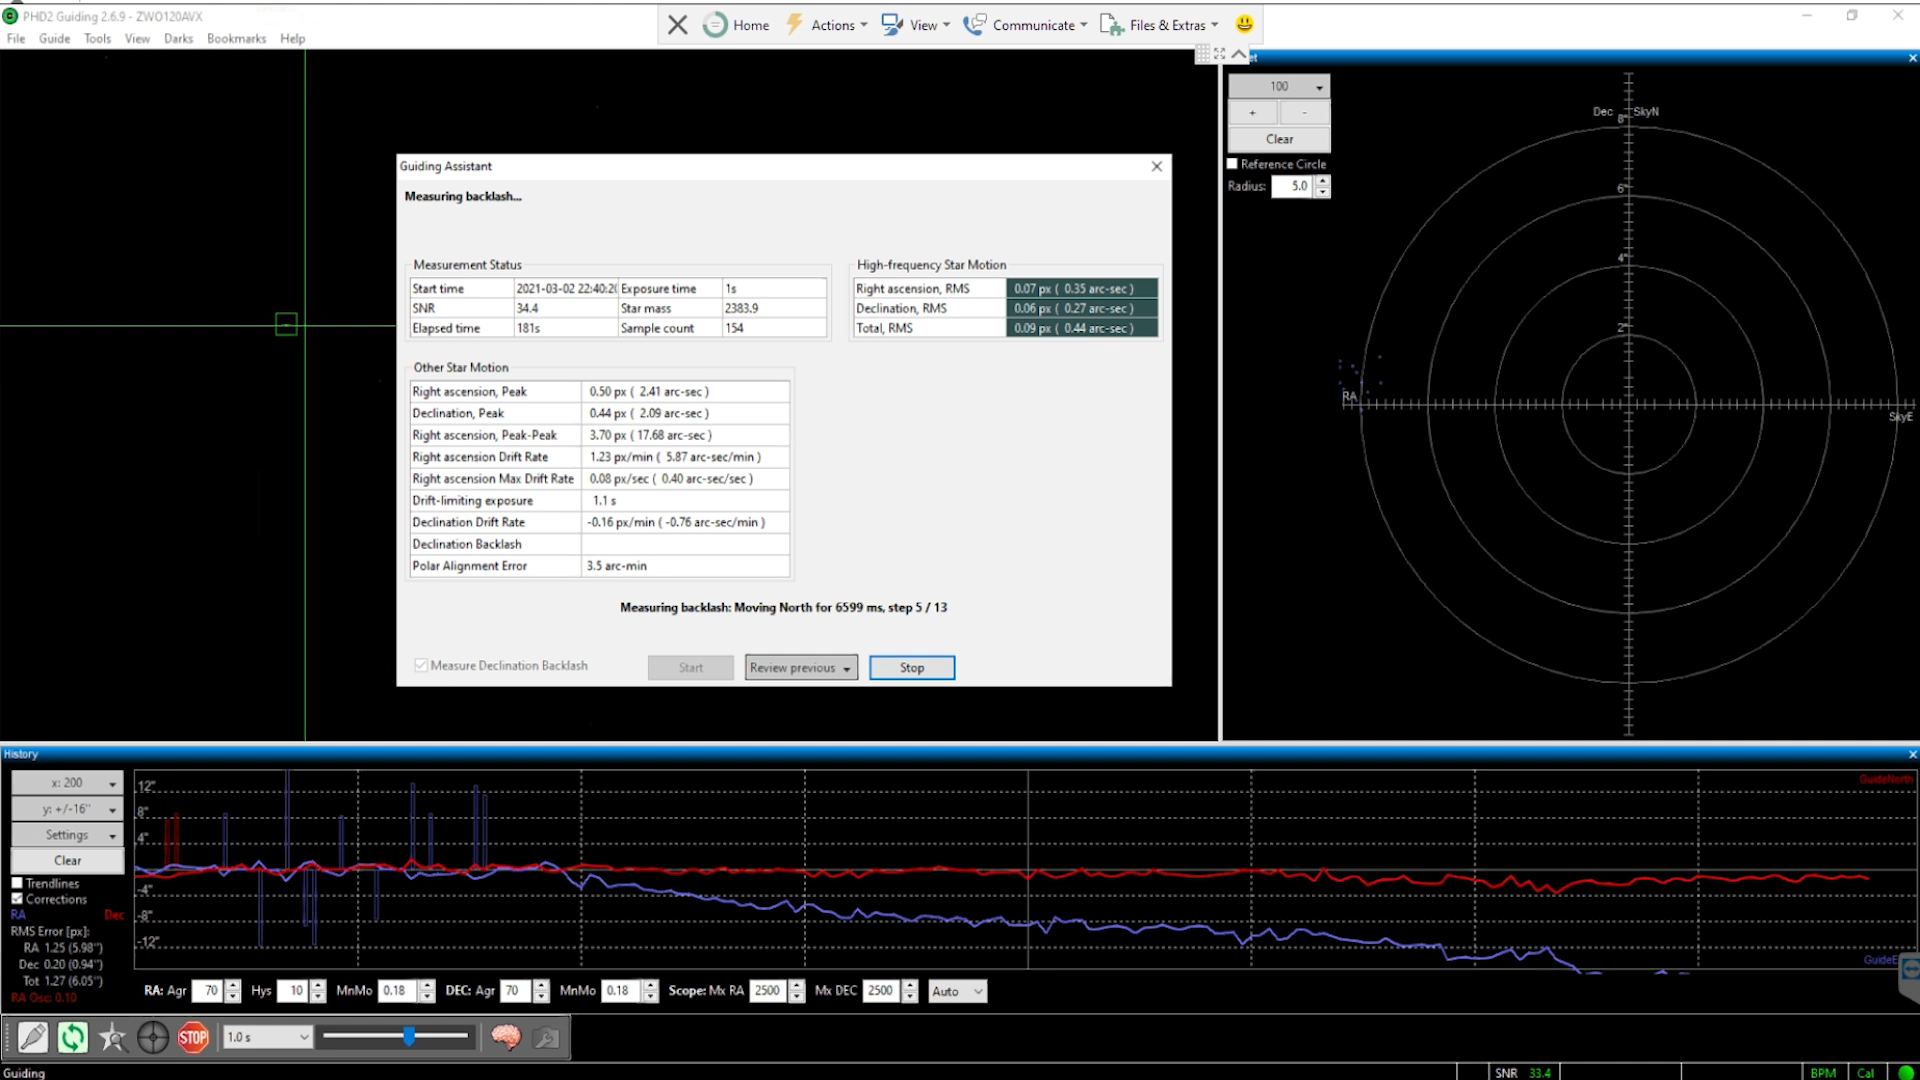 PHD2 Guiding 2.6.9 - ZWO120AVX
File Guide Tools View Darks Bookmarks Help
Home Actions View Communicate Files & Extras
100
+ -
Clear
Reference Circle
Radius: 5.0
Dec 8" SkyN
6"
4"
2"
RA
SkyE
Guiding Assistant
Measuring backlash...
Measurement Status
Start time 2021-03-02 22:40:20 Exposure time 1s
SNR 34.4 Star mass 2383.9
Elapsed time 181s Sample count 154
High-frequency Star Motion
Right ascension, RMS 0.07 px ( 0.35 arc-sec )
Declination, RMS 0.06 px ( 0.27 arc-sec )
Total, RMS 0.09 px ( 0.44 arc-sec )
Other Star Motion
Right ascension, Peak 0.50 px ( 2.41 arc-sec )
Declination, Peak 0.44 px ( 2.09 arc-sec )
Right ascension, Peak-Peak 3.70 px ( 17.68 arc-sec )
Right ascension Drift Rate 1.23 px/min ( 5.87 arc-sec/min )
Right ascension Max Drift Rate 0.08 px/sec ( 0.40 arc-sec/sec )
Drift-limiting exposure 1.1 s
Declination Drift Rate -0.16 px/min ( -0.76 arc-sec/min )
Declination Backlash
Polar Alignment Error 3.5 arc-min
Measuring backlash: Moving North for 6599 ms, step 5 / 13
Measure Declination Backlash Start Review previous Stop
History
x: 200
y: +/-16"
Settings
Clear
Trendlines
Corrections
RA Dec
RMS Error [px]:
RA 1.25 (5.98")
Dec 0.20 (0.94")
Tot 1.27 (6.05")
RA Osc: 0.10
12"
8"
4"
-4"
-8"
-12"
GuideNorth
GuideE
RA: Agr 70 Hys 10 MnMo 0.18 DEC: Agr 70 MnMo 0.18 Scope: Mx RA 2500 Mx DEC 2500 Auto
STOP 1.0 s
Guiding SNR 33.4 BPM Cal